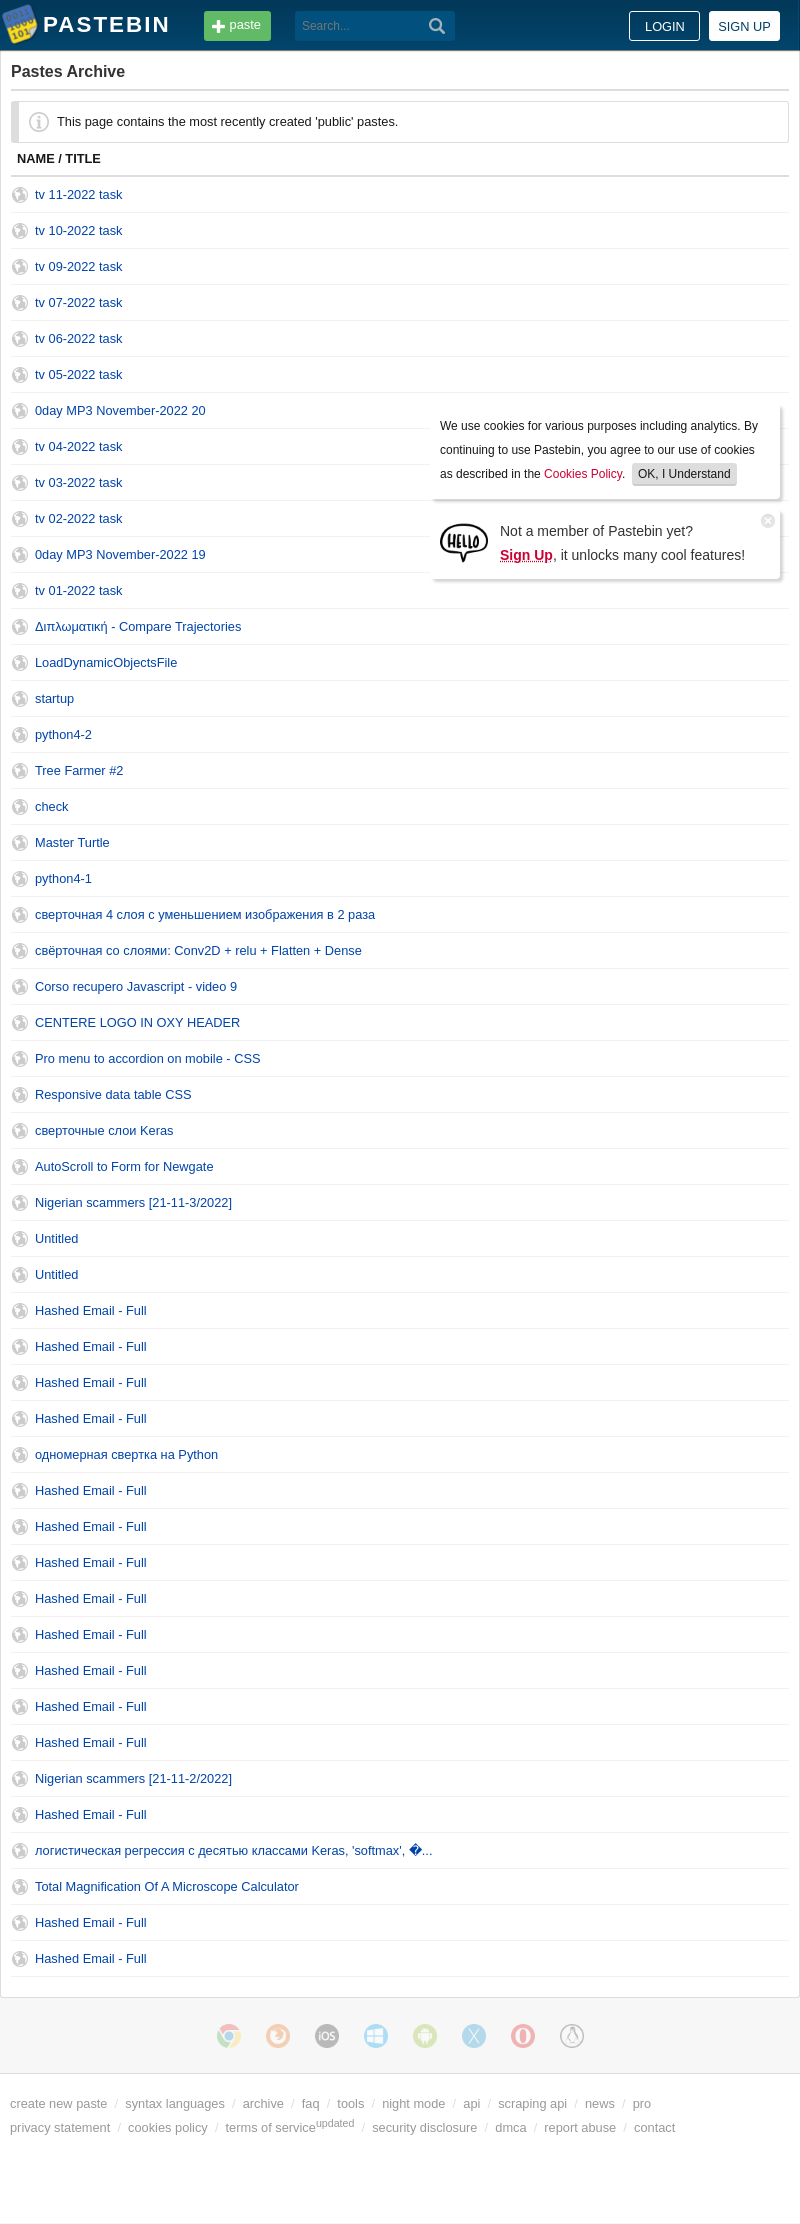 PASTEBIN
paste
Search...
LOGIN
SIGN UP
Pastes Archive
This page contains the most recently created 'public' pastes.
NAME / TITLE
tv 11-2022 task
tv 10-2022 task
tv 09-2022 task
tv 07-2022 task
tv 06-2022 task
tv 05-2022 task
0day MP3 November-2022 20
tv 04-2022 task
tv 03-2022 task
tv 02-2022 task
0day MP3 November-2022 19
tv 01-2022 task
We use cookies for various purposes including analytics. By
continuing to use Pastebin, you agree to our use of cookies
as described in the Cookies Policy. OK, I Understand
HELLO
Not a member of Pastebin yet?
Sign Up, it unlocks many cool features!
Διπλωματική - Compare Trajectories
LoadDynamicObjectsFile
startup
python4-2
Tree Farmer #2
check
Master Turtle
python4-1
сверточная 4 слоя с уменьшением изображения в 2 раза
свёрточная со слоями: Conv2D + relu + Flatten + Dense
Corso recupero Javascript - video 9
CENTERE LOGO IN OXY HEADER
Pro menu to accordion on mobile - CSS
Responsive data table CSS
сверточные слои Keras
AutoScroll to Form for Newgate
Nigerian scammers [21-11-3/2022]
Untitled
Untitled
Hashed Email - Full
Hashed Email - Full
Hashed Email - Full
Hashed Email - Full
одномерная свертка на Python
Hashed Email - Full
Hashed Email - Full
Hashed Email - Full
Hashed Email - Full
Hashed Email - Full
Hashed Email - Full
Hashed Email - Full
Hashed Email - Full
Nigerian scammers [21-11-2/2022]
Hashed Email - Full
логистическая регрессия с десятью классами Keras, 'softmax', �...
Total Magnification Of A Microscope Calculator
Hashed Email - Full
Hashed Email - Full
iOS
create new paste / syntax languages / archive / faq / tools / night mode / api / scraping api / news / pro
privacy statement / cookies policy / terms of service updated / security disclosure / dmca / report abuse / contact